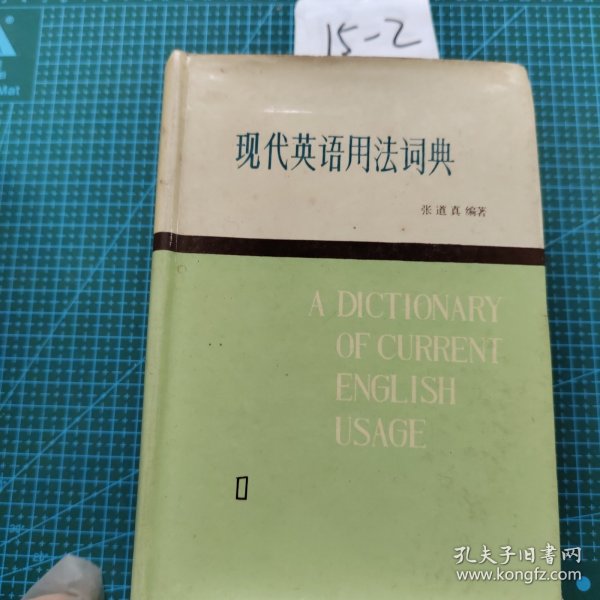 15-2
现代英语用法词典
张道真 编著
A DICTIONARY
OF CURRENT
ENGLISH
USAGE
Mat
孔夫子旧书网
www.kongfz.com